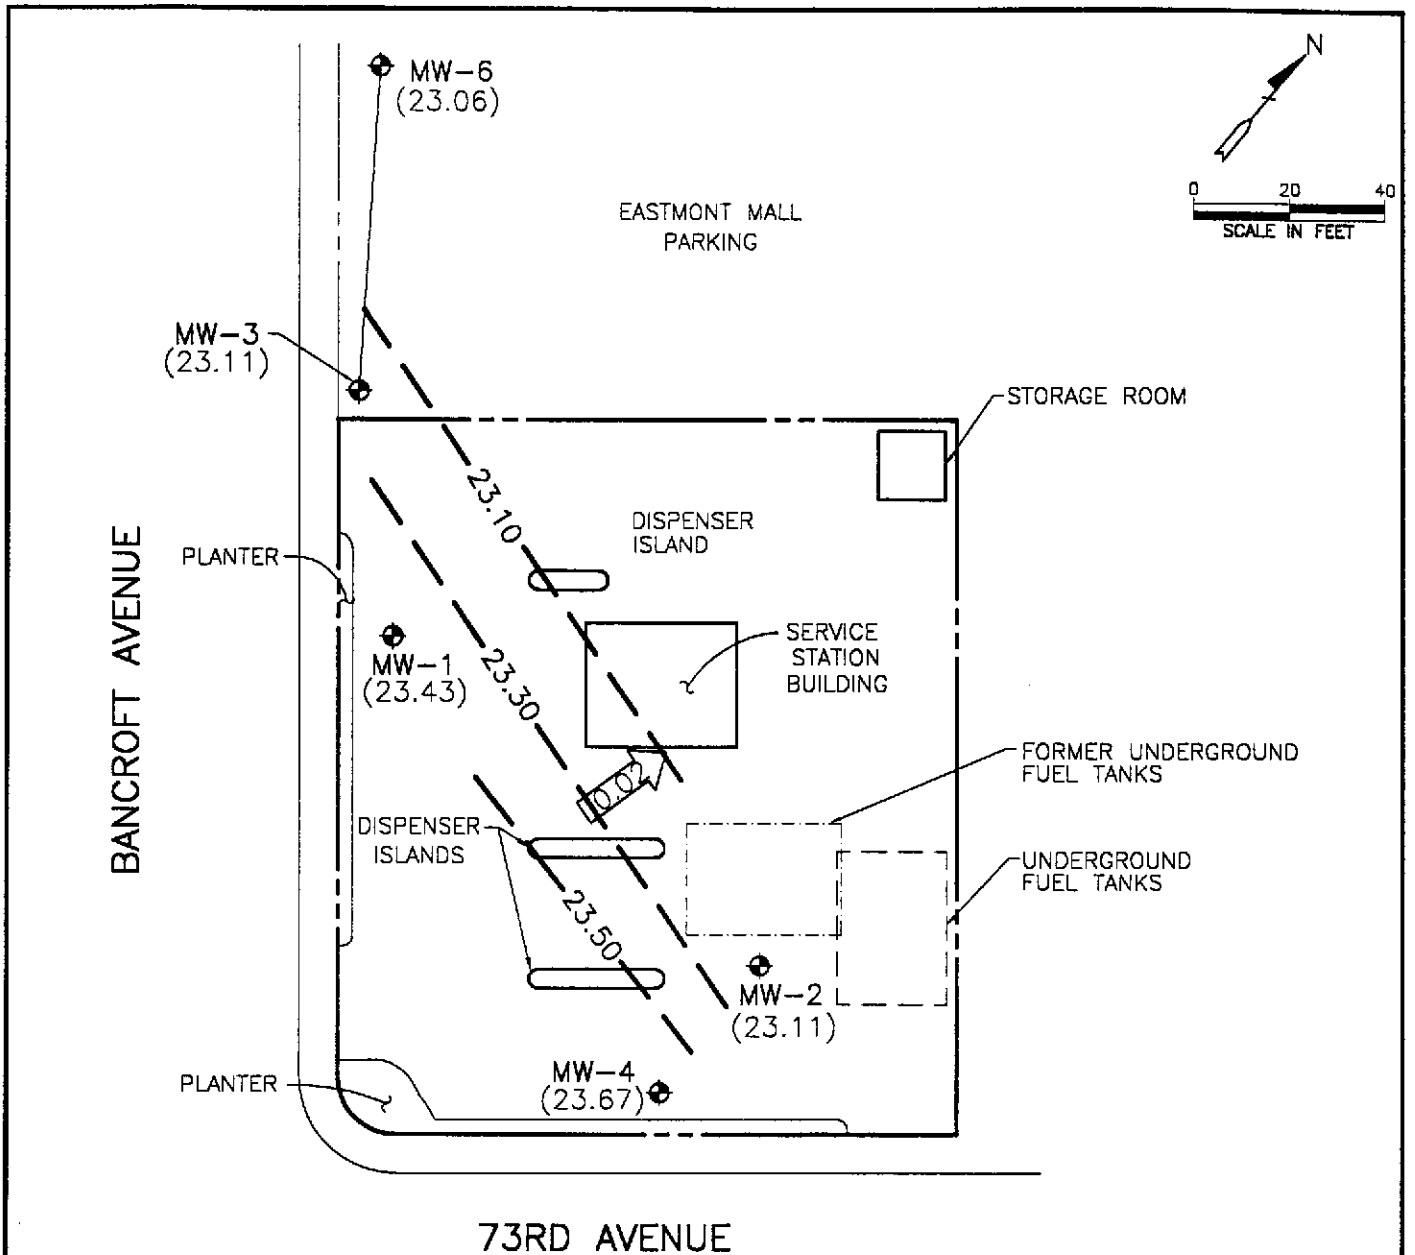 MW-6
(23.06)
N
0 20 40
SCALE IN FEET
EASTMONT MALL
PARKING
MW-3
(23.11)
STORAGE ROOM
23.10
DISPENSER
ISLAND
PLANTER
BANCROFT AVENUE
SERVICE
STATION
BUILDING
MW-1
(23.43)
23.30
0.02
FORMER UNDERGROUND
FUEL TANKS
DISPENSER
ISLANDS
UNDERGROUND
FUEL TANKS
23.50
MW-2
(23.11)
PLANTER
MW-4
(23.67)
73RD AVENUE